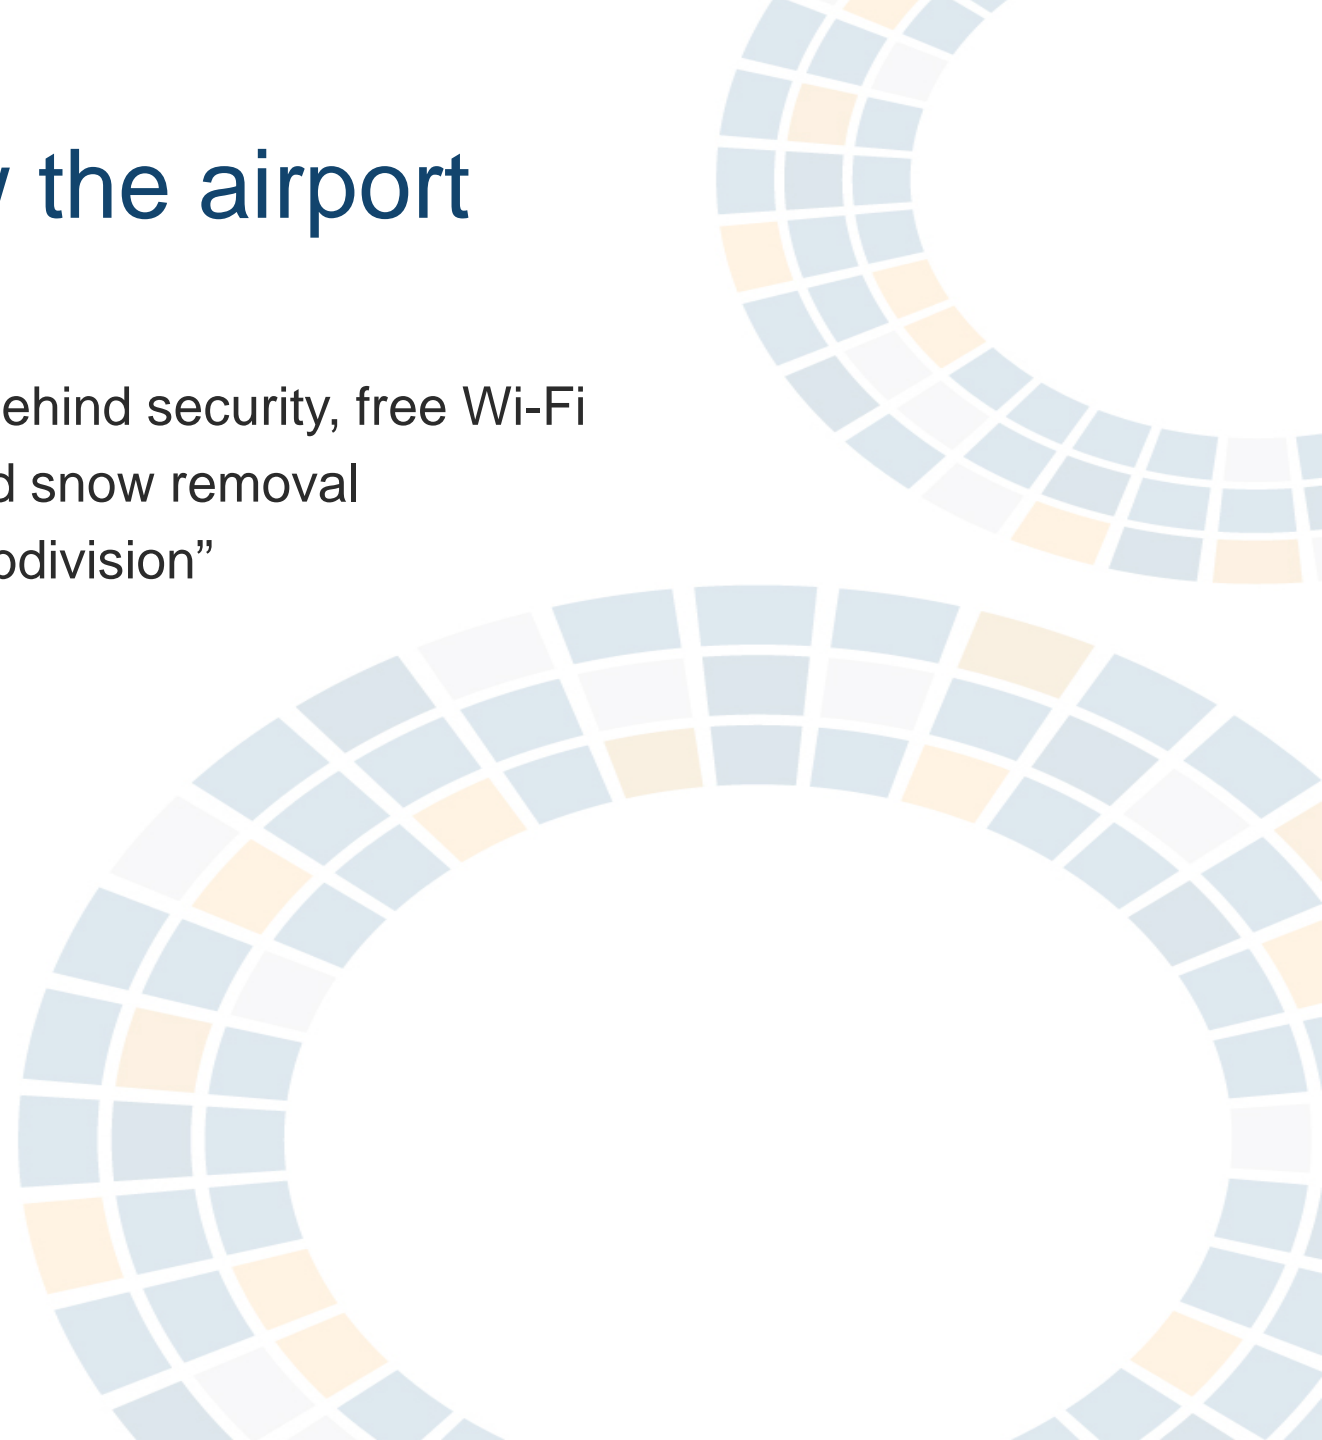 the airport
ehind security, free Wi-Fi
snow removal
odivision”